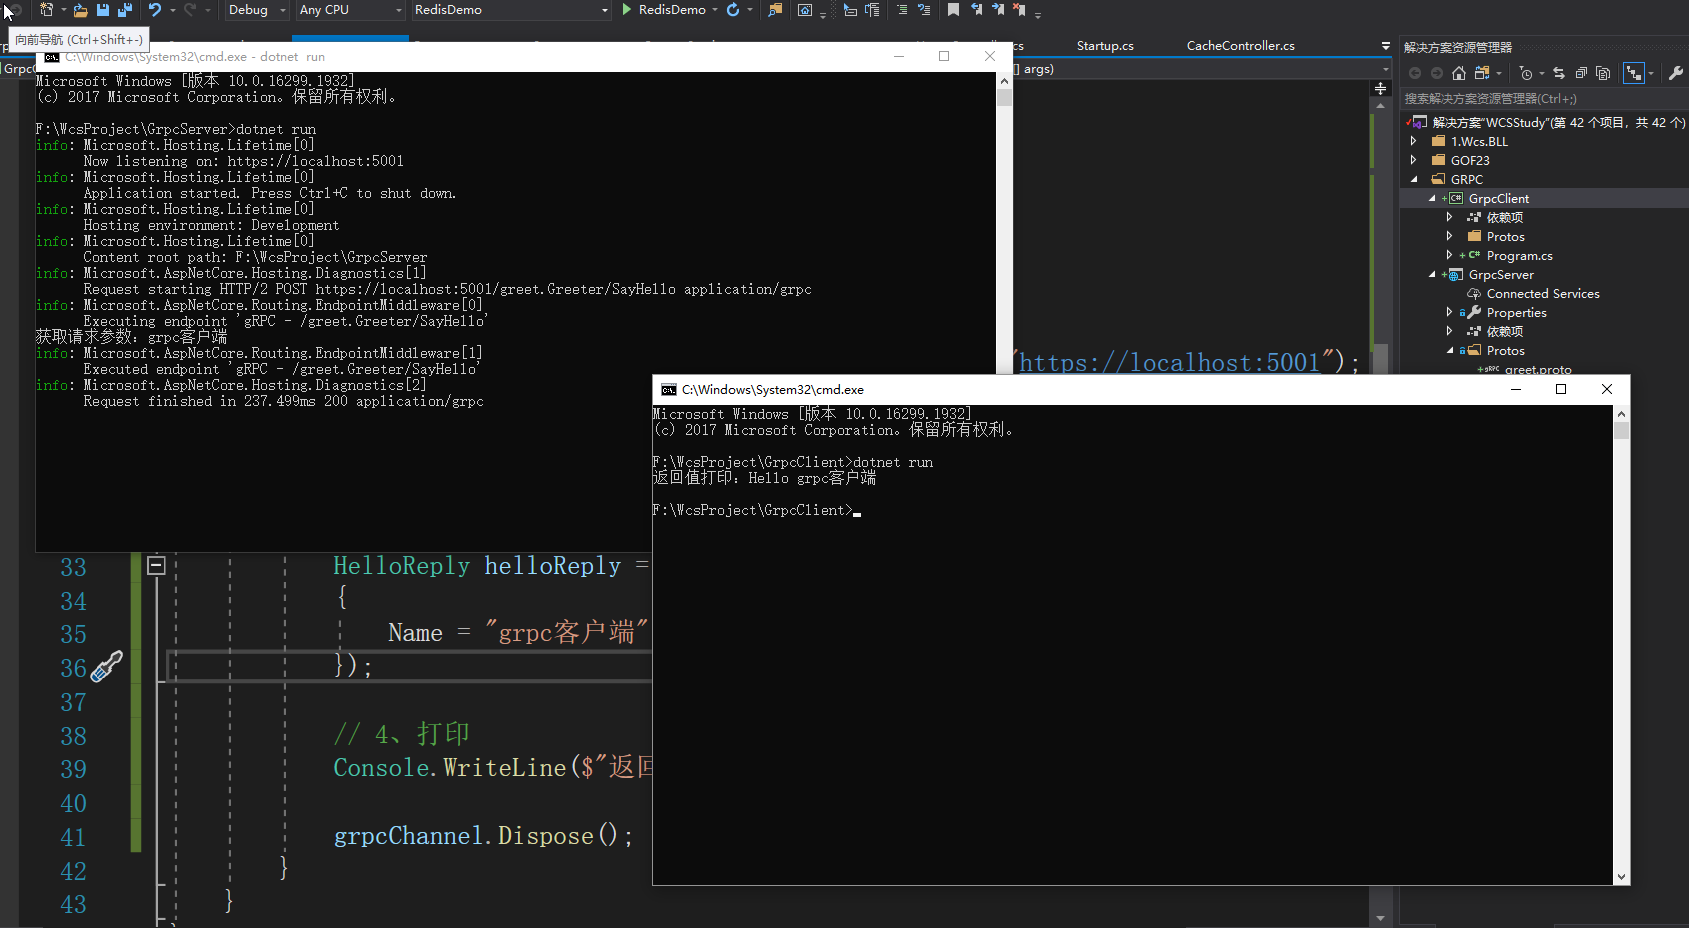 Debug
Any CPU
RedisDemo
RedisDemo
向前导航 (Ctrl+Shift+-)
Startup.cs
CacheController.cs
解决方案资源管理器
C:\Windows\System32\cmd.exe - dotnet  run
[] args)
Microsoft Windows [版本 10.0.16299.1932]
(c) 2017 Microsoft Corporation。保留所有权利。
F:\WcsProject\GrpcServer>dotnet run
info: Microsoft.Hosting.Lifetime[0]
Now listening on: https://localhost:5001
info: Microsoft.Hosting.Lifetime[0]
Application started. Press Ctrl+C to shut down.
info: Microsoft.Hosting.Lifetime[0]
Hosting environment: Development
info: Microsoft.Hosting.Lifetime[0]
Content root path: F:\WcsProject\GrpcServer
info: Microsoft.AspNetCore.Hosting.Diagnostics[1]
Request starting HTTP/2 POST https://localhost:5001/greet.Greeter/SayHello application/grpc
info: Microsoft.AspNetCore.Routing.EndpointMiddleware[0]
Executing endpoint 'gRPC - /greet.Greeter/SayHello'
获取请求参数：grpc客户端
info: Microsoft.AspNetCore.Routing.EndpointMiddleware[1]
Executed endpoint 'gRPC - /greet.Greeter/SayHello'
info: Microsoft.AspNetCore.Hosting.Diagnostics[2]
Request finished in 237.499ms 200 application/grpc
"https://localhost:5001");
搜索解决方案资源管理器(Ctrl+;)
解决方案"WCSStudy"(第 42 个项目，共 42 个)
1.Wcs.BLL
GOF23
GRPC
GrpcClient
依赖项
Protos
Program.cs
GrpcServer
Connected Services
Properties
依赖项
Protos
greet.proto
C:\Windows\System32\cmd.exe
Microsoft Windows [版本 10.0.16299.1932]
(c) 2017 Microsoft Corporation。保留所有权利。
F:\WcsProject\GrpcClient>dotnet run
返回值打印：Hello grpc客户端
F:\WcsProject\GrpcClient>
33 HelloReply helloReply =
34 {
35 Name = "grpc客户端"
36 });
37
38 // 4、打印
39 Console.WriteLine($"返回
40
41 grpcChannel.Dispose();
42 }
43 }